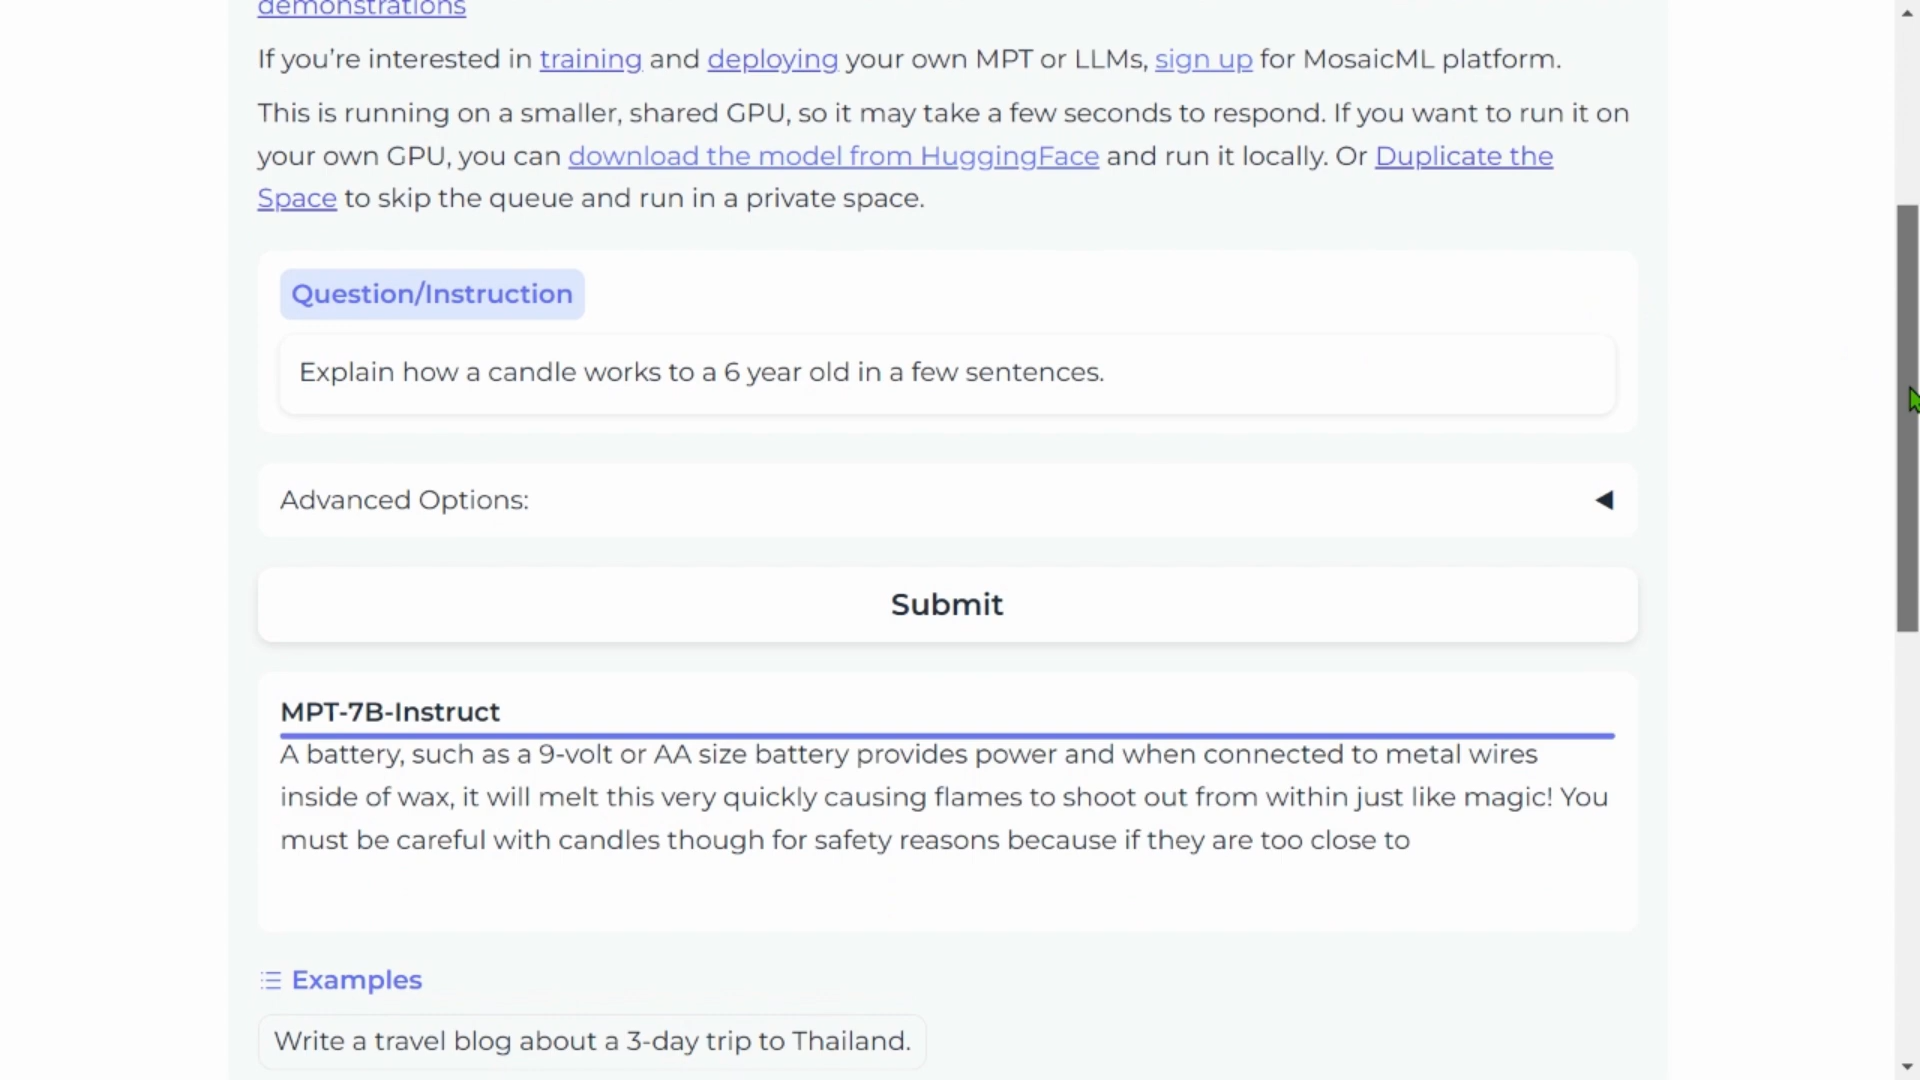 demonstrations
If you’re interested in training and deploying your own MPT or LLMs, sign up for MosaicML platform.
This is running on a smaller, shared GPU, so it may take a few seconds to respond. If you want to run it on
your own GPU, you can download the model from HuggingFace and run it locally. Or Duplicate the
Space to skip the queue and run in a private space.
Question/Instruction
Explain how a candle works to a 6 year old in a few sentences.
Advanced Options:
Submit
MPT-7B-Instruct
A battery, such as a 9-volt or AA size battery provides power and when connected to metal wires
inside of wax, it will melt this very quickly causing flames to shoot out from within just like magic! You
must be careful with candles though for safety reasons because if they are too close to
Examples
Write a travel blog about a 3-day trip to Thailand.